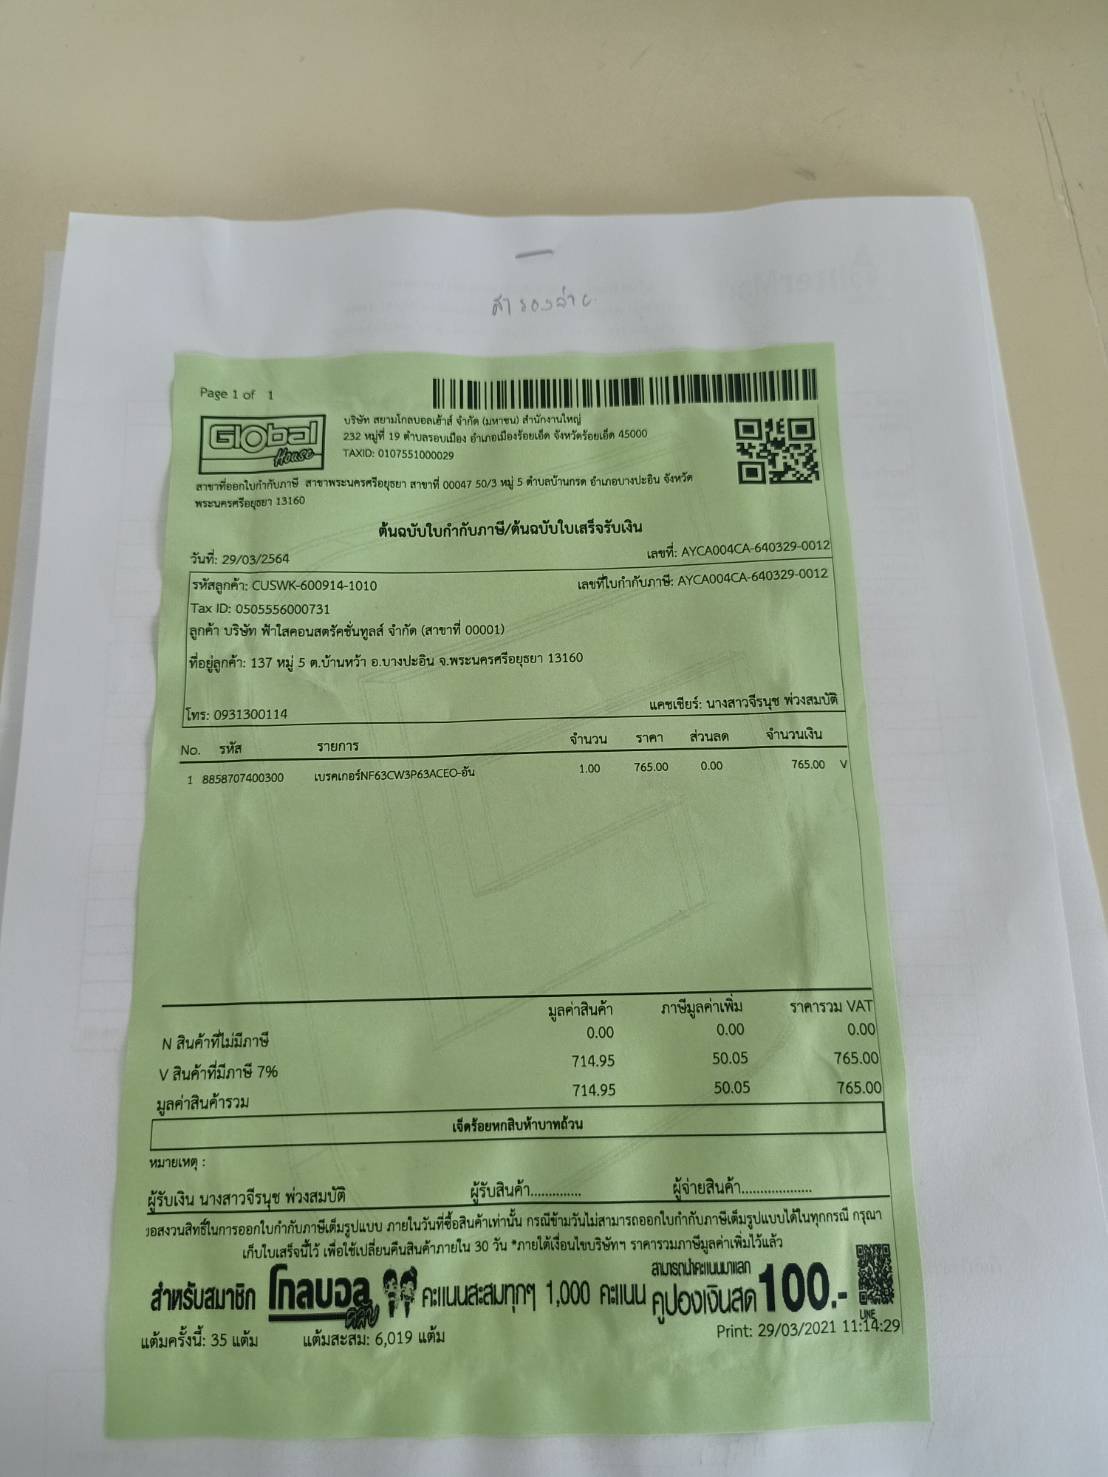 สำรองจ่าย
Page 1 of 1
Global House
บริษัท สยามโกลบอลเฮ้าส์ จำกัด (มหาชน) สำนักงานใหญ่
232 หมู่ที่ 19 ตำบลรอบเมือง อำเภอเมืองร้อยเอ็ด จังหวัดร้อยเอ็ด 45000
TAXID: 0107551000029
สาขาที่ออกใบกำกับภาษี สาขาพระนครศรีอยุธยา สาขาที่ 00047 50/3 หมู่ 5 ตำบลบ้านกรด อำเภอบางปะอิน จังหวัด
พระนครศรีอยุธยา 13160
ต้นฉบับใบกำกับภาษี/ต้นฉบับใบเสร็จรับเงิน
วันที่: 29/03/2564 เลขที่: AYCA004CA-640329-0012
รหัสลูกค้า: CUSWK-600914-1010 เลขที่ใบกำกับภาษี: AYCA004CA-640329-0012
Tax ID: 0505556000731
ลูกค้า บริษัท ฟ้าใสคอนสตรัคชั่นทูลส์ จำกัด (สาขาที่ 00001)
ที่อยู่ลูกค้า: 137 หมู่ 5 ต.บ้านหว้า อ.บางปะอิน จ.พระนครศรีอยุธยา 13160
โทร: 0931300114 แคชเชียร์: นางสาวจีรนุช พ่วงสมบัติ
No. รหัส รายการ จำนวน ราคา ส่วนลด จำนวนเงิน
1 8858707400300 เบรคเกอร์NF63CW3P63ACEO-อัน 1.00 765.00 0.00 765.00 V
มูลค่าสินค้า ภาษีมูลค่าเพิ่ม ราคารวม VAT
N สินค้าที่ไม่มีภาษี 0.00 0.00 0.00
V สินค้าที่มีภาษี 7% 714.95 50.05 765.00
มูลค่าสินค้ารวม 714.95 50.05 765.00
เจ็ดร้อยหกสิบห้าบาทถ้วน
หมายเหตุ :
ผู้รับเงิน นางสาวจีรนุช พ่วงสมบัติ ผู้รับสินค้า.............. ผู้จ่ายสินค้า...................
ขอสงวนสิทธิ์ในการออกใบกำกับภาษีเต็มรูปแบบ ภายในวันที่ซื้อสินค้าเท่านั้น กรณีข้ามวันไม่สามารถออกใบกำกับภาษีเต็มรูปแบบได้ในทุกกรณี กรุณา
เก็บใบเสร็จนี้ไว้ เพื่อใช้เปลี่ยนคืนสินค้าภายใน 30 วัน *ภายใต้เงื่อนไขบริษัทฯ ราคารวมภาษีมูลค่าเพิ่มไว้แล้ว
สำหรับสมาชิก โกลบอล คลับ คะแนนสะสมทุกๆ 1,000 คะแนน สามารถนำคะแนนมาแลก คูปองเงินสด 100.-
LINE
แต้มครั้งนี้: 35 แต้ม แต้มสะสม: 6,019 แต้ม Print: 29/03/2021 11:14:29